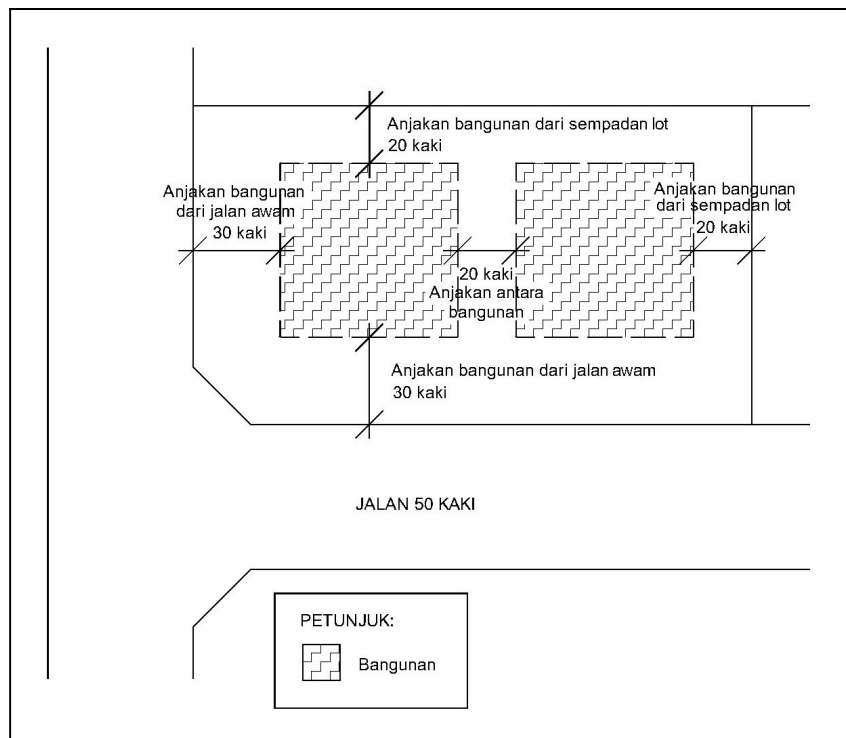 Anjakan bangunan dari sempadan lot
20 kaki
Anjakan bangunan
dari jalan awam
30 kaki
Anjakan bangunan
dari sempadan lot
20 kaki
20 kaki
Anjakan antara
bangunan
Anjakan bangunan dari jalan awam
30 kaki
JALAN 50 KAKI
PETUNJUK:
Bangunan